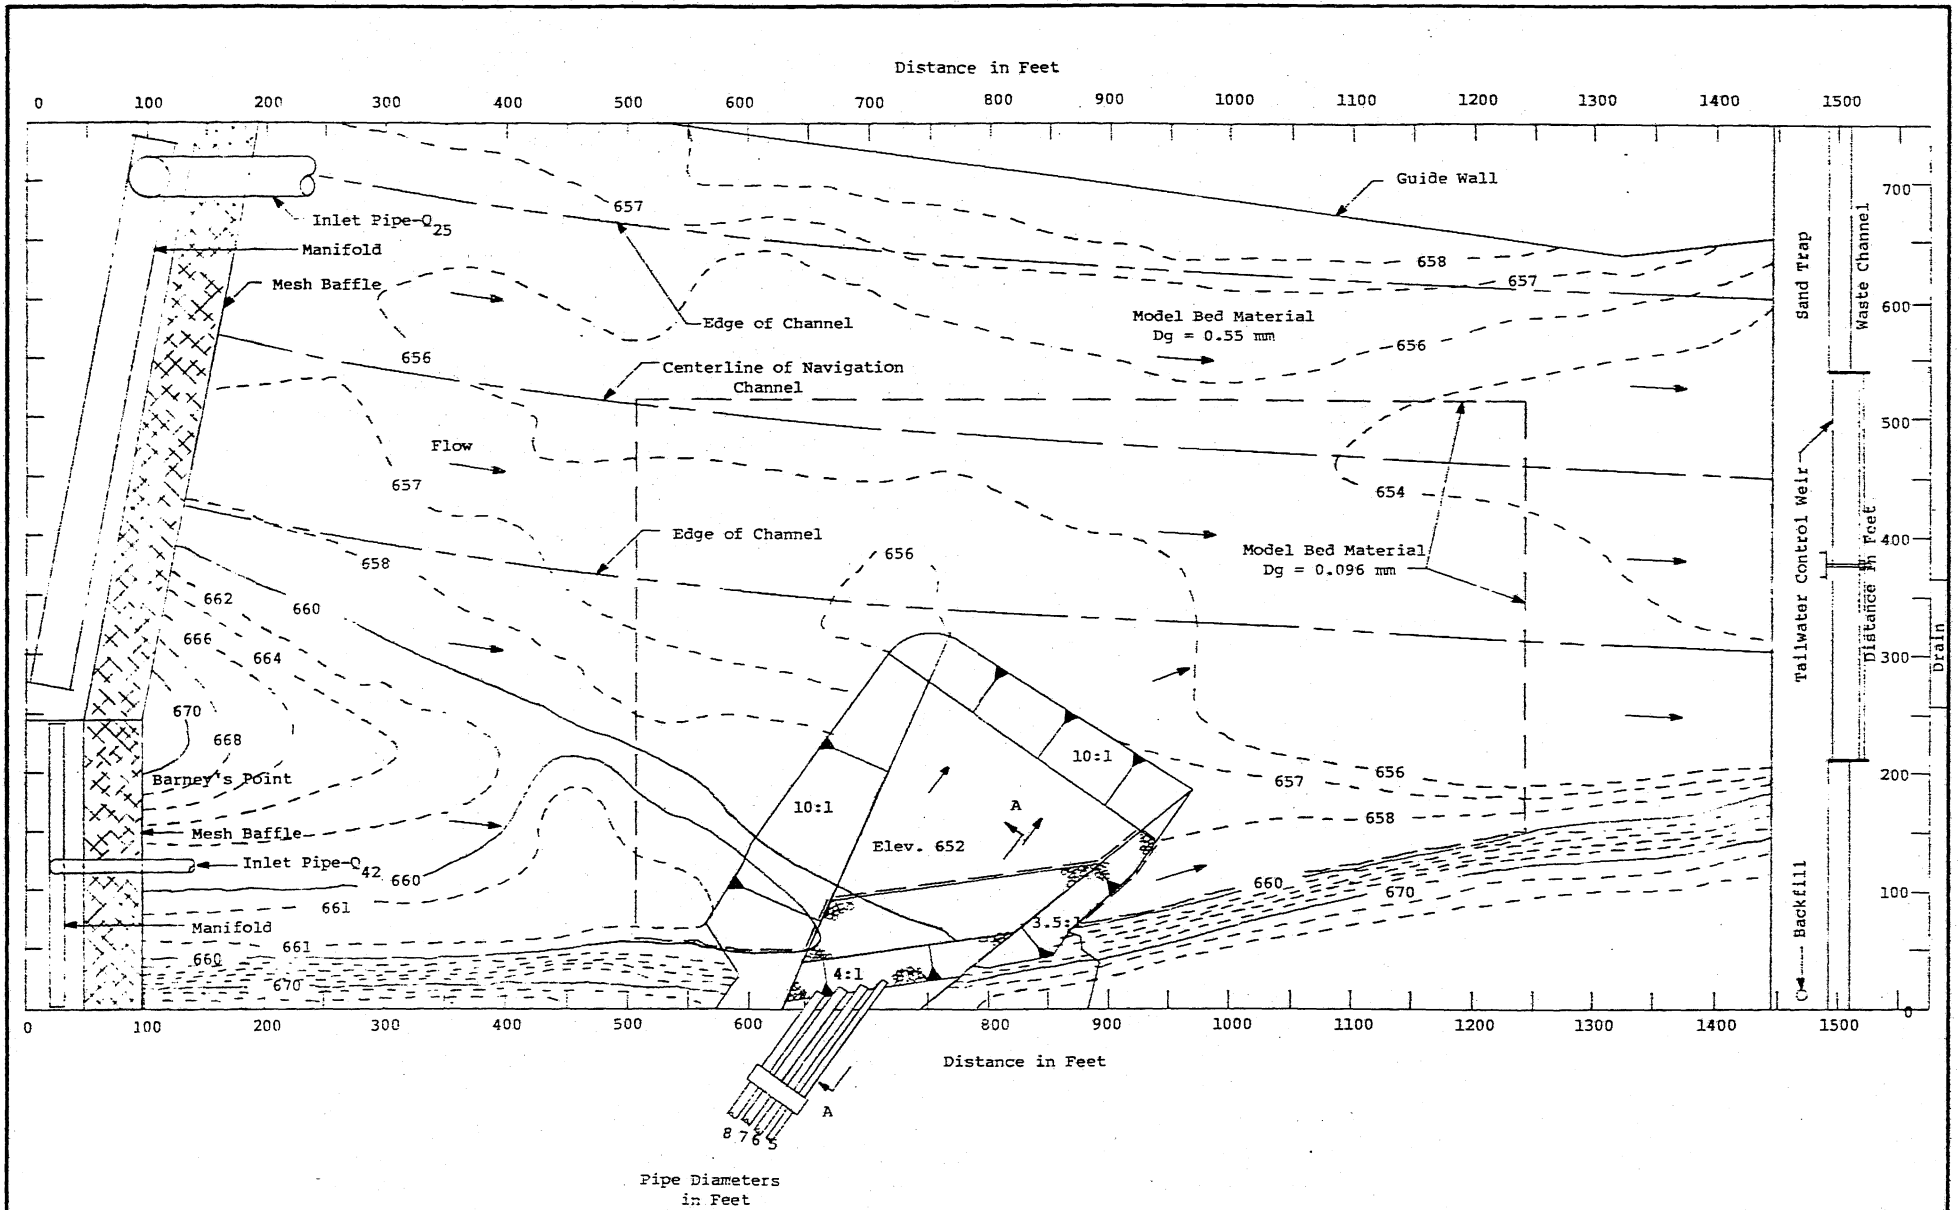 Distance in Feet
0 100 200 300 400 500 600 700 800 900 1000 1100 1200 1300 1400 1500
Guide Wall
700
657
Inlet Pipe-Q25
Manifold
Mesh Baffle
658
657
Sand Trap
Waste Channel
600
Edge of Channel
Model Bed Material
Dg = 0.55 mm
656
656
Centerline of Navigation
Channel
500
Flow
657
654
Edge of Channel
656
Model Bed Material
Dg = 0.096 mm
400
658
Tailwater Control Weir
Distance in Feet
662
660
666
664
300
Drain
670
668
10:1
Barney's Point
657
656
200
10:1
A
658
Mesh Baffle
Elev. 652
Inlet Pipe-Q42
660
660
670
100
661
Manifold
3.5:1
Backfill
661
660
4:1
670
0
0 100 200 300 400 500 600 800 900 1000 1100 1200 1300 1400 1500
Distance in Feet
A
8 7 6 5
Pipe Diameters
in Feet